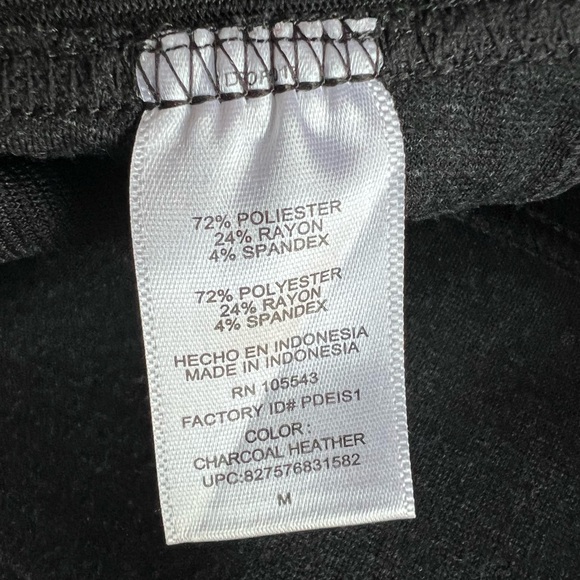 72% POLIESTER
24% RAYON
4% SPANDEX
72% POLYESTER
24% RAYON
4% SPANDEX
HECHO EN INDONESIA
MADE IN INDONESIA
RN 105543
FACTORY ID# PDEIS1
COLOR :
CHARCOAL HEATHER
UPC:827576831582
M